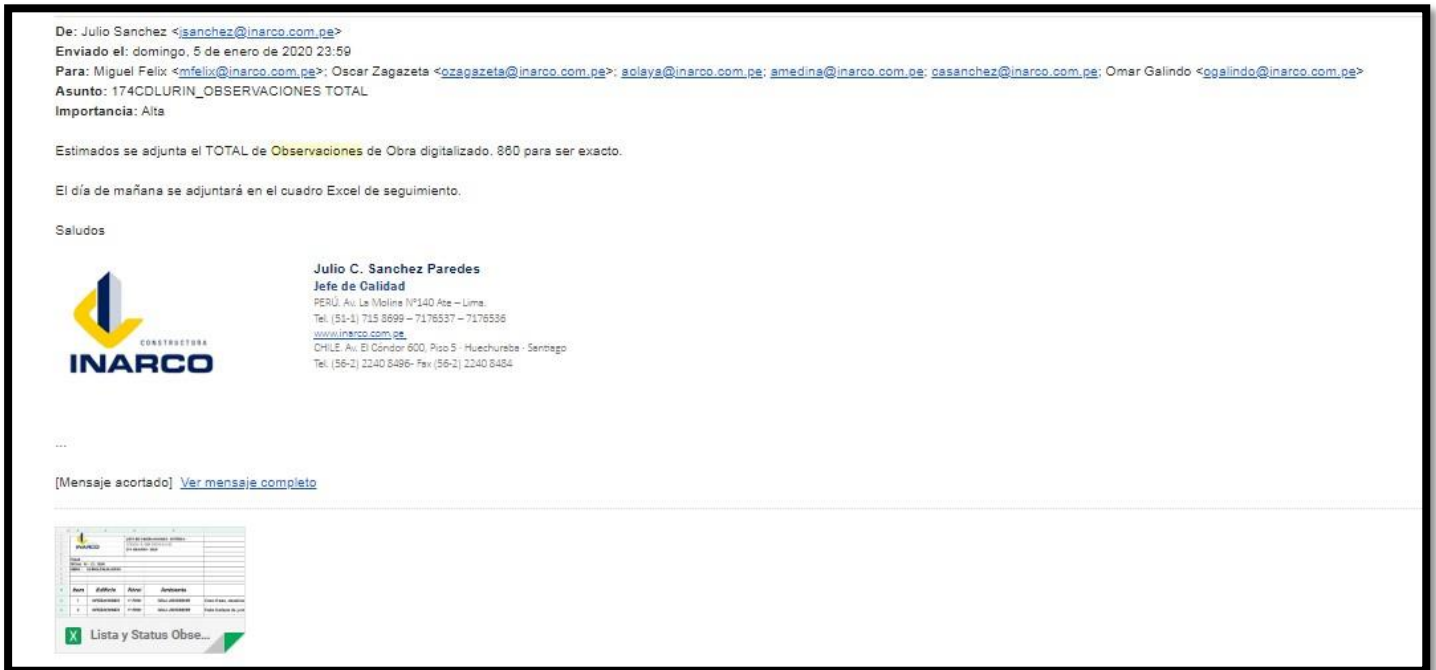 De: Julio Sanchez <jsanchez@inarco.com.pe>
Enviado el: domingo, 5 de enero de 2020 23:59
Para: Miguel Felix <mfelix@inarco.com.pe>; Oscar Zagazeta <ozagazeta@inarco.com.pe>; aolaya@inarco.com.pe; amedina@inarco.com.pe; casanchez@inarco.com.pe; Omar Galindo <ogalindo@inarco.com.pe>
Asunto: 174CDLURIN_OBSERVACIONES TOTAL
Importancia: Alta
Estimados se adjunta el TOTAL de Observaciones de Obra digitalizado. 860 para ser exacto.
El día de mañana se adjuntará en el cuadro Excel de seguimiento.
Saludos
CONSTRUCTORA
INARCO
Julio C. Sanchez Paredes
Jefe de Calidad
PERÚ. Av. La Molina N°140 Ate – Lima.
Tel. (51-1) 715 8699 – 7176537 – 7176536
www.inarco.com.pe
CHILE. Av. El Cóndor 600, Piso 5 - Huechuraba - Santiago
Tel. (56-2) 2240 8496- Fax (56-2) 2240 8484
...
[Mensaje acortado] Ver mensaje completo
INARCO
Item Edificio Nivel Ambiente
X Lista y Status Obse...